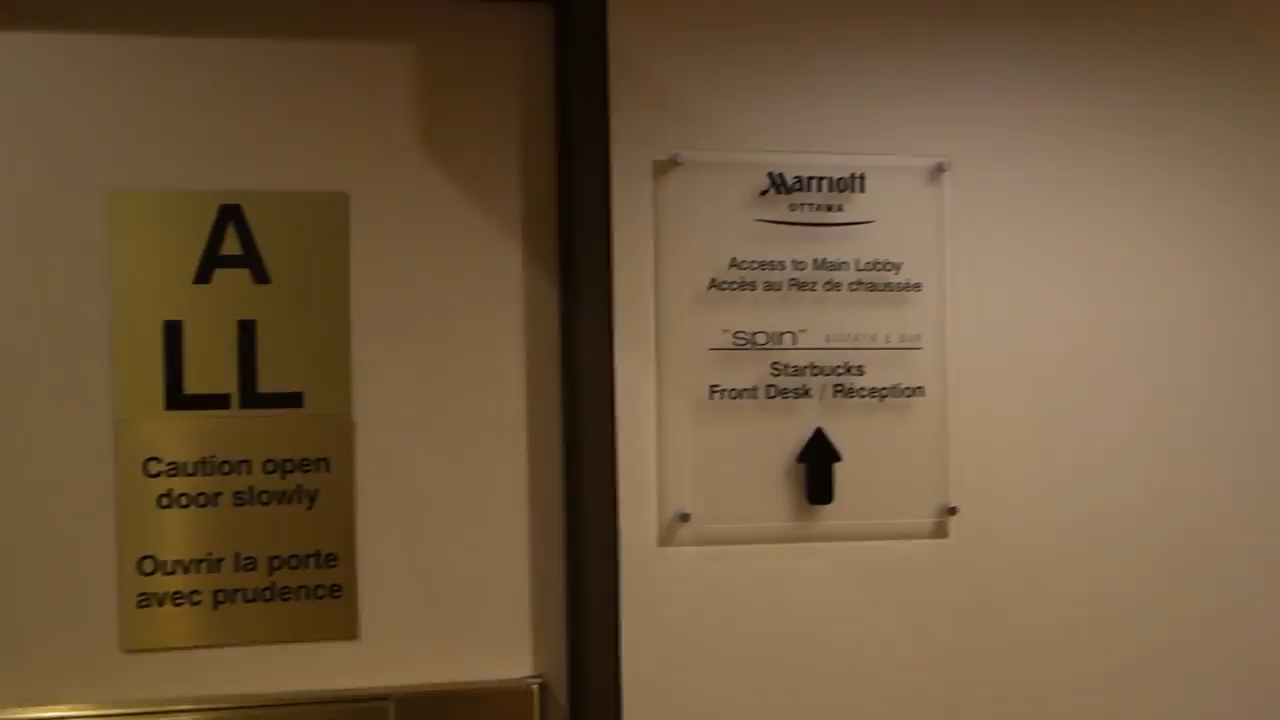 A
LL
Caution open
door slowly
Ouvrir la porte
avec prudence
Marriott
OTTAWA
Access to Main Lobby
Accès au Rez de chaussée
"spin"
Starbucks
Front Desk / Réception